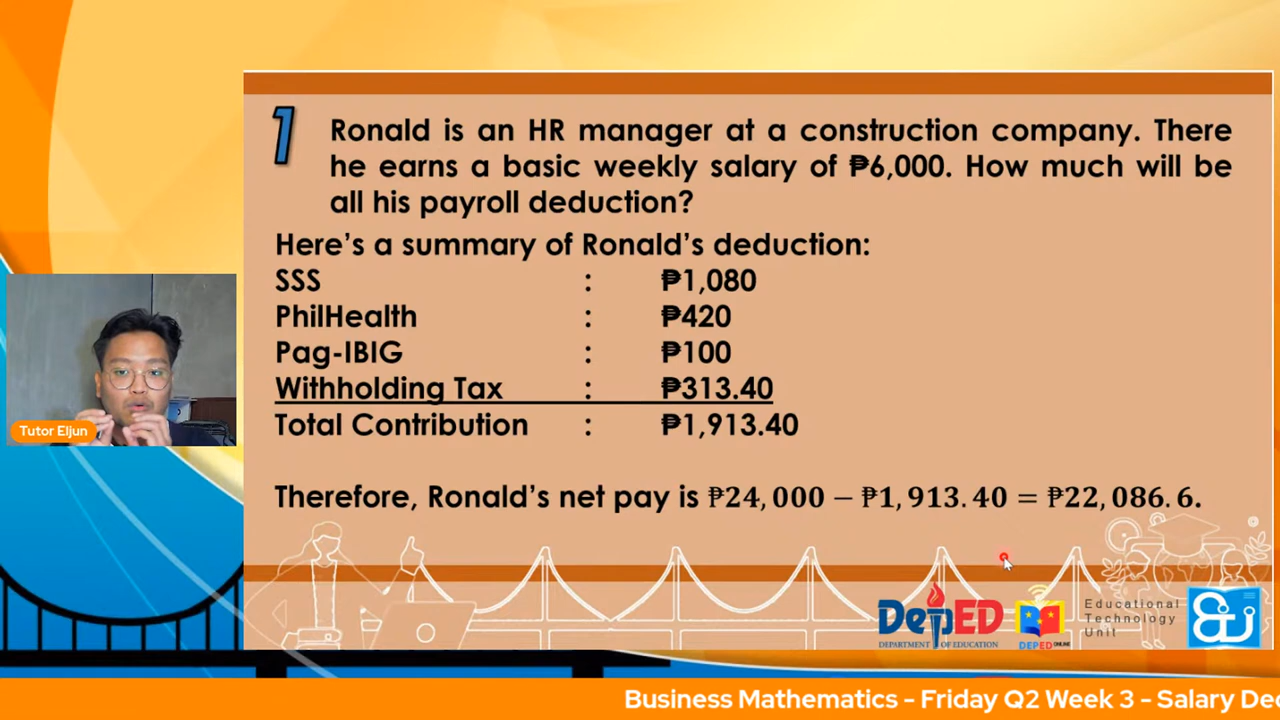 1
Ronald is an HR manager at a construction company. There
he earns a basic weekly salary of ₱6,000. How much will be
all his payroll deduction?
Here's a summary of Ronald's deduction:
SSS : ₱1,080
PhilHealth : ₱420
Pag-IBIG : ₱100
Withholding Tax : ₱313.40
Total Contribution : ₱1,913.40
Therefore, Ronald's net pay is ₱24,000 − ₱1,913.40 = ₱22,086.6.
Tutor Eljun
DepED
DEPARTMENT OF EDUCATION
DEPED ONLINE
Educational
Technology
Unit
Business Mathematics - Friday Q2 Week 3 - Salary Dec